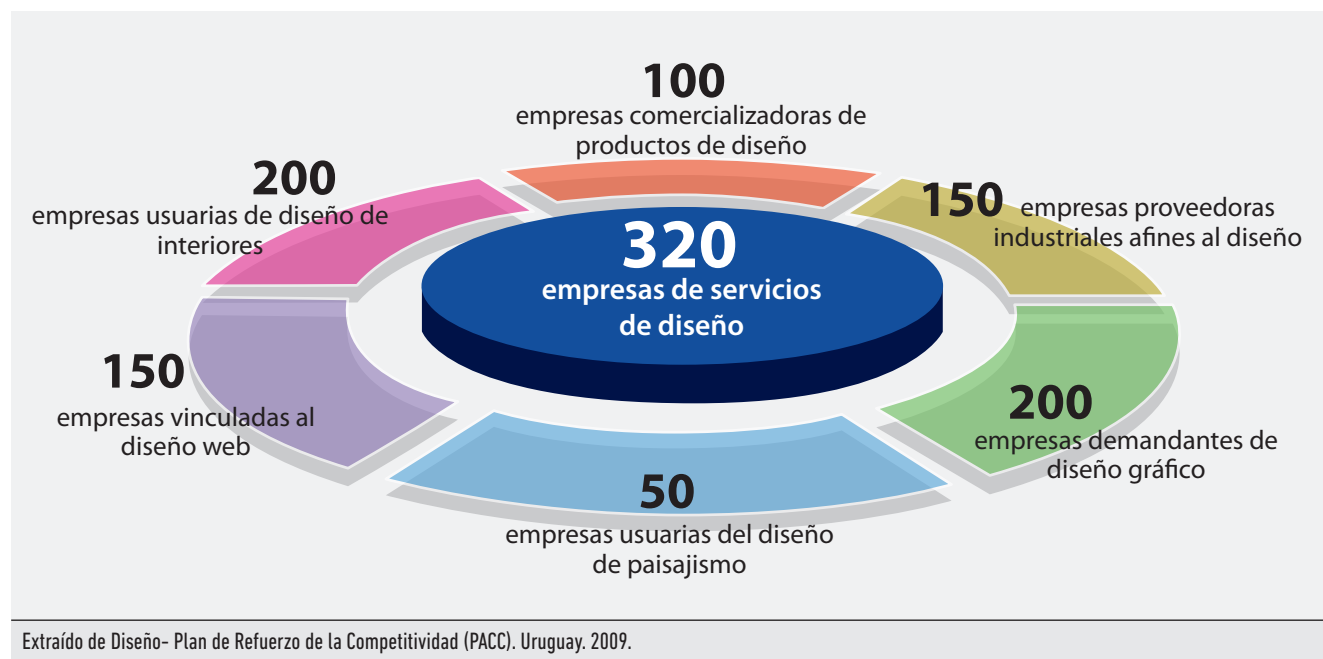 100
empresas comercializadoras de
productos de diseño
200
empresas usuarias de diseño de
interiores
150 empresas proveedoras
industriales afines al diseño
320
empresas de servicios
de diseño
150
empresas vinculadas al
diseño web
200
empresas demandantes de
diseño gráfico
50
empresas usuarias del diseño
de paisajismo
Extraído de Diseño- Plan de Refuerzo de la Competitividad (PACC). Uruguay. 2009.